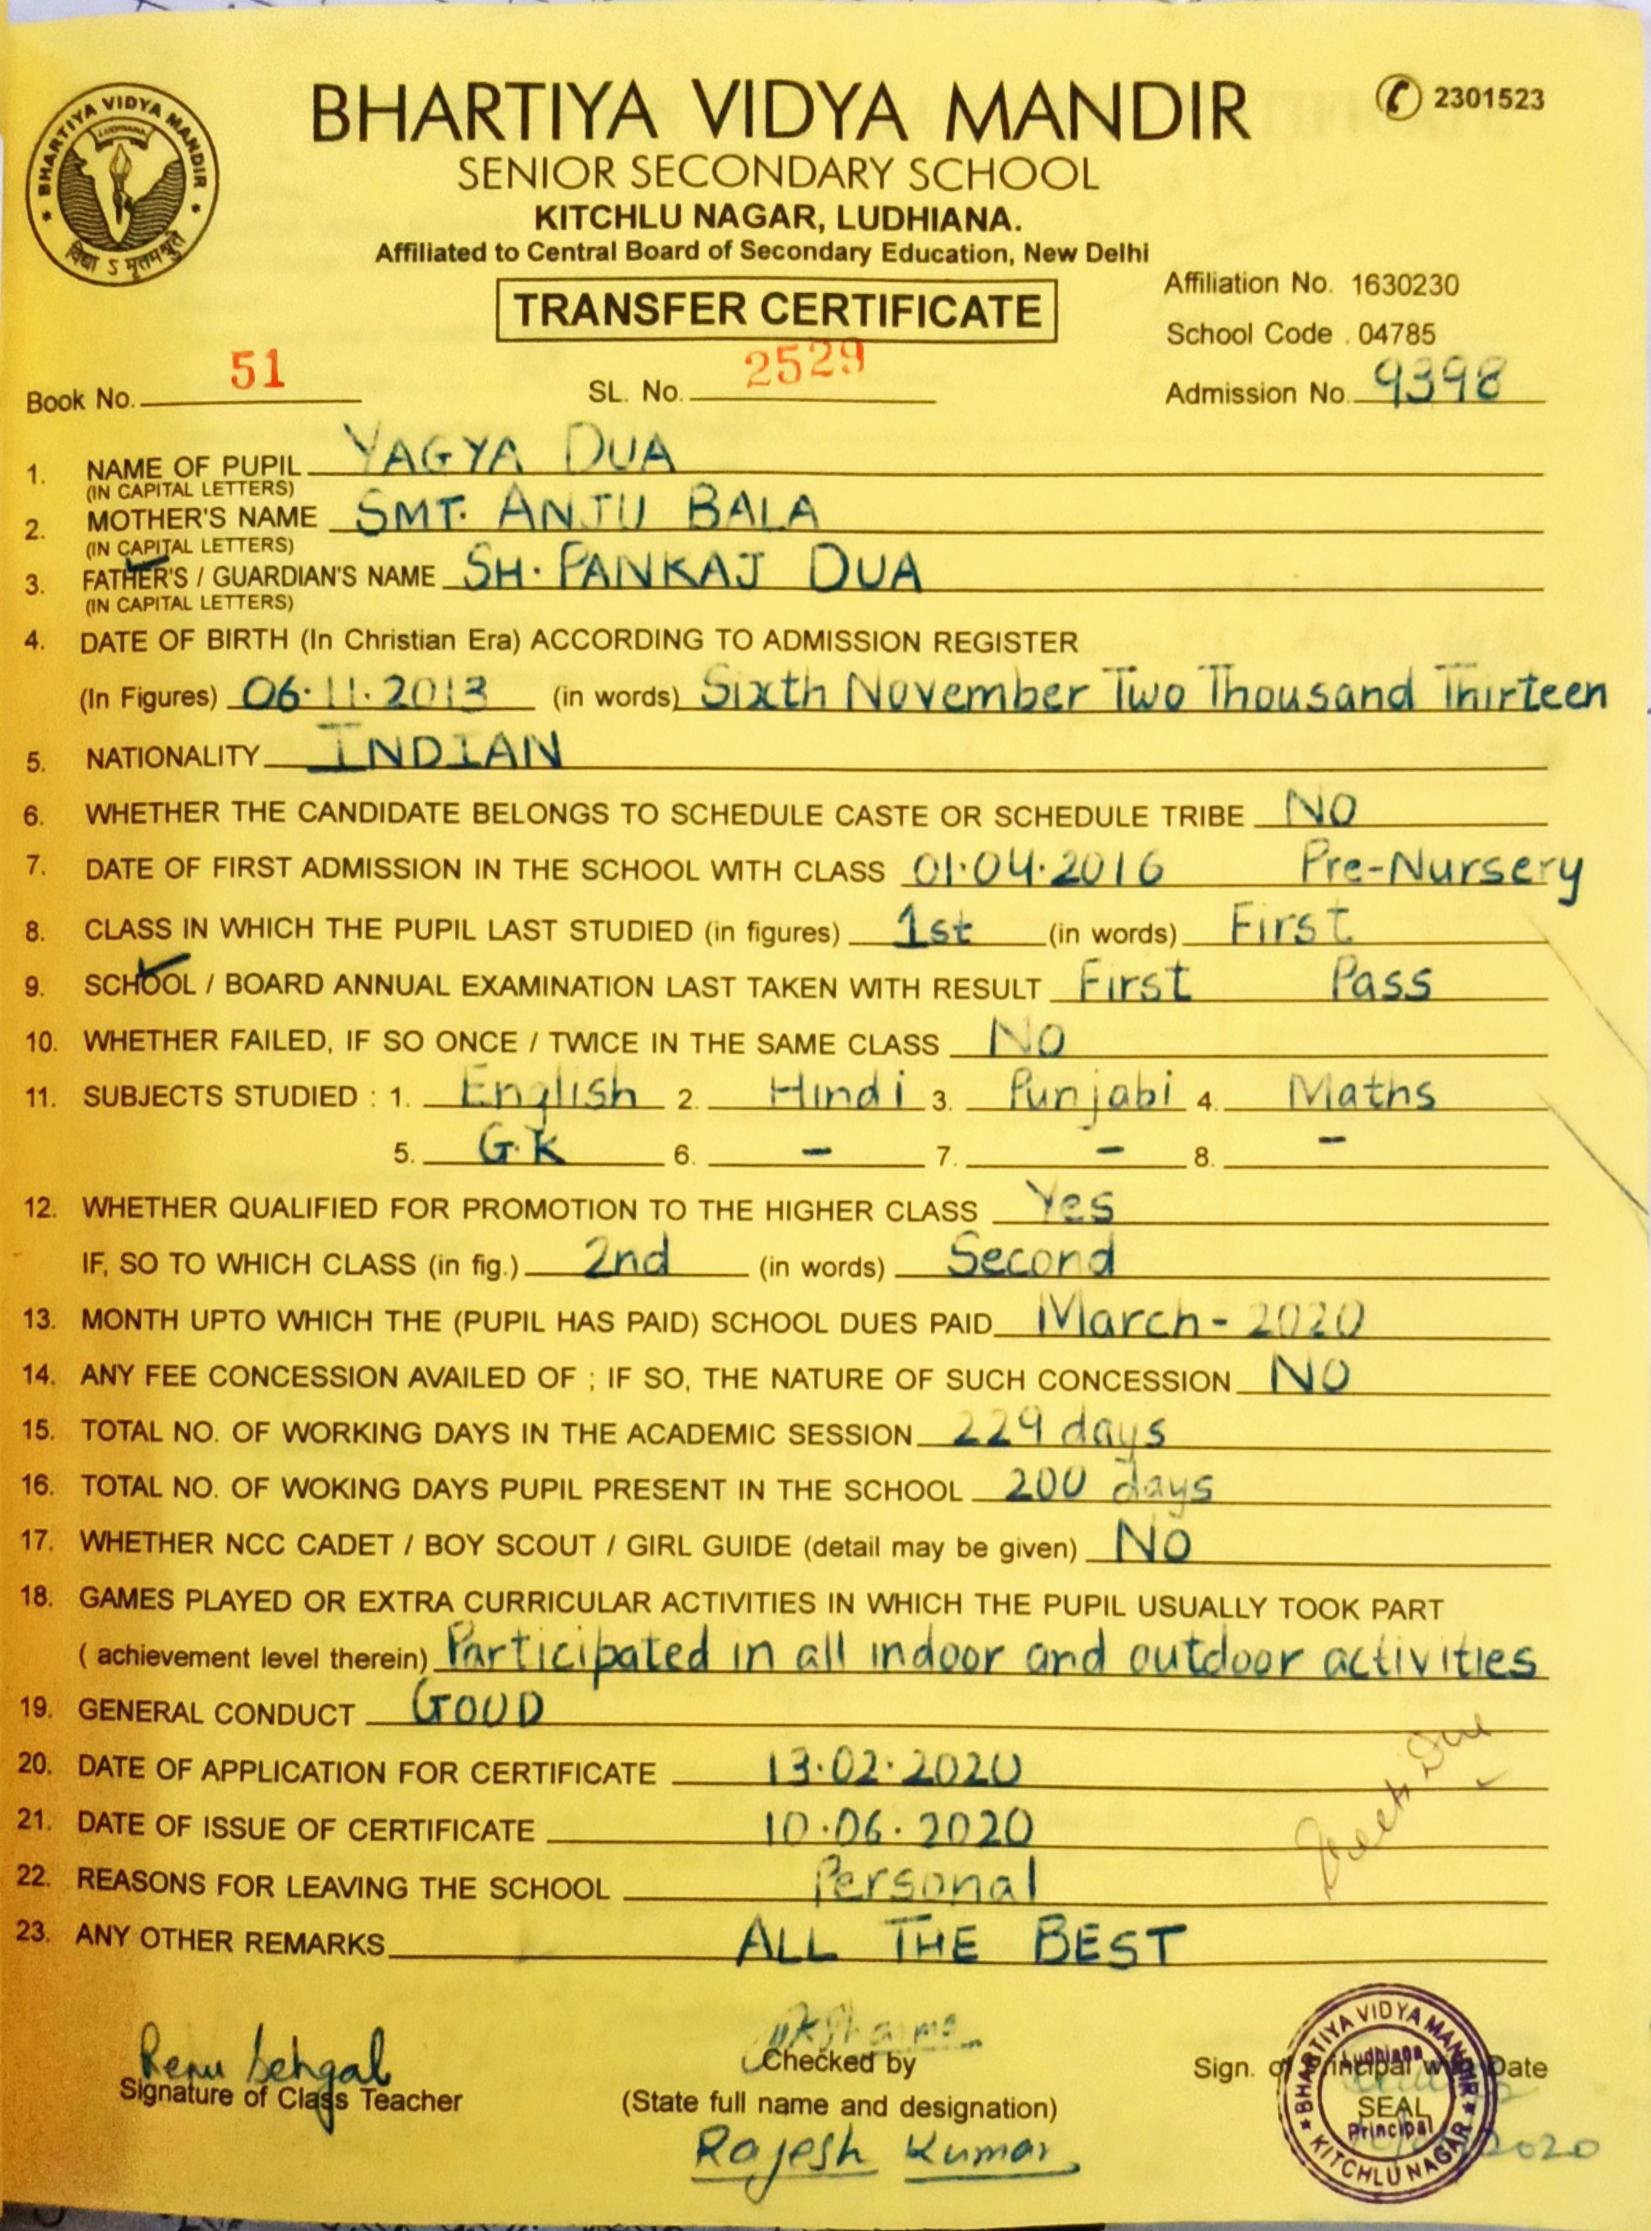 BHARTIYA VIDYA MANDIR
LUDHIANA
BHARTIYA VIDYA MANDIR
2301523
SENIOR SECONDARY SCHOOL
KITCHLU NAGAR, LUDHIANA.
Affiliated to Central Board of Secondary Education, New Delhi
Affiliation No. 1630230
TRANSFER CERTIFICATE
School Code . 04785
Book No. 51 SL. No. 2529 Admission No. 9398
1. NAME OF PUPIL YAGYA DUA
(IN CAPITAL LETTERS)
2. MOTHER'S NAME SMT. ANJU BALA
(IN CAPITAL LETTERS)
3. FATHER'S / GUARDIAN'S NAME SH. PANKAJ DUA
(IN CAPITAL LETTERS)
4. DATE OF BIRTH (In Christian Era) ACCORDING TO ADMISSION REGISTER
(In Figures) 06.11.2013 (in words) Sixth November Two Thousand Thirteen
5. NATIONALITY INDIAN
6. WHETHER THE CANDIDATE BELONGS TO SCHEDULE CASTE OR SCHEDULE TRIBE NO
7. DATE OF FIRST ADMISSION IN THE SCHOOL WITH CLASS 01.04.2016 Pre-Nursery
8. CLASS IN WHICH THE PUPIL LAST STUDIED (in figures) 1st (in words) First
9. SCHOOL / BOARD ANNUAL EXAMINATION LAST TAKEN WITH RESULT First Pass
10. WHETHER FAILED, IF SO ONCE / TWICE IN THE SAME CLASS NO
11. SUBJECTS STUDIED : 1. English 2. Hindi 3. Punjabi 4. Maths
5. G.K 6. – 7. – 8. –
12. WHETHER QUALIFIED FOR PROMOTION TO THE HIGHER CLASS Yes
IF, SO TO WHICH CLASS (in fig.) 2nd (in words) Second
13. MONTH UPTO WHICH THE (PUPIL HAS PAID) SCHOOL DUES PAID March - 2020
14. ANY FEE CONCESSION AVAILED OF ; IF SO, THE NATURE OF SUCH CONCESSION NO
15. TOTAL NO. OF WORKING DAYS IN THE ACADEMIC SESSION 229 days
16. TOTAL NO. OF WOKING DAYS PUPIL PRESENT IN THE SCHOOL 200 days
17. WHETHER NCC CADET / BOY SCOUT / GIRL GUIDE (detail may be given) NO
18. GAMES PLAYED OR EXTRA CURRICULAR ACTIVITIES IN WHICH THE PUPIL USUALLY TOOK PART
( achievement level therein) Participated in all indoor and outdoor activities
19. GENERAL CONDUCT GOOD
20. DATE OF APPLICATION FOR CERTIFICATE 13.02.2020
21. DATE OF ISSUE OF CERTIFICATE 10.06.2020
22. REASONS FOR LEAVING THE SCHOOL Personal
23. ANY OTHER REMARKS ALL THE BEST
Renu Sehgal
Signature of Class Teacher
Checked by
(State full name and designation)
Rajesh Kumar
Sign. of Principal with Date
SEAL
BHARTIYA VIDYA MANDIR
Ludhiana
Principal
KITCHLU NAGAR
2020